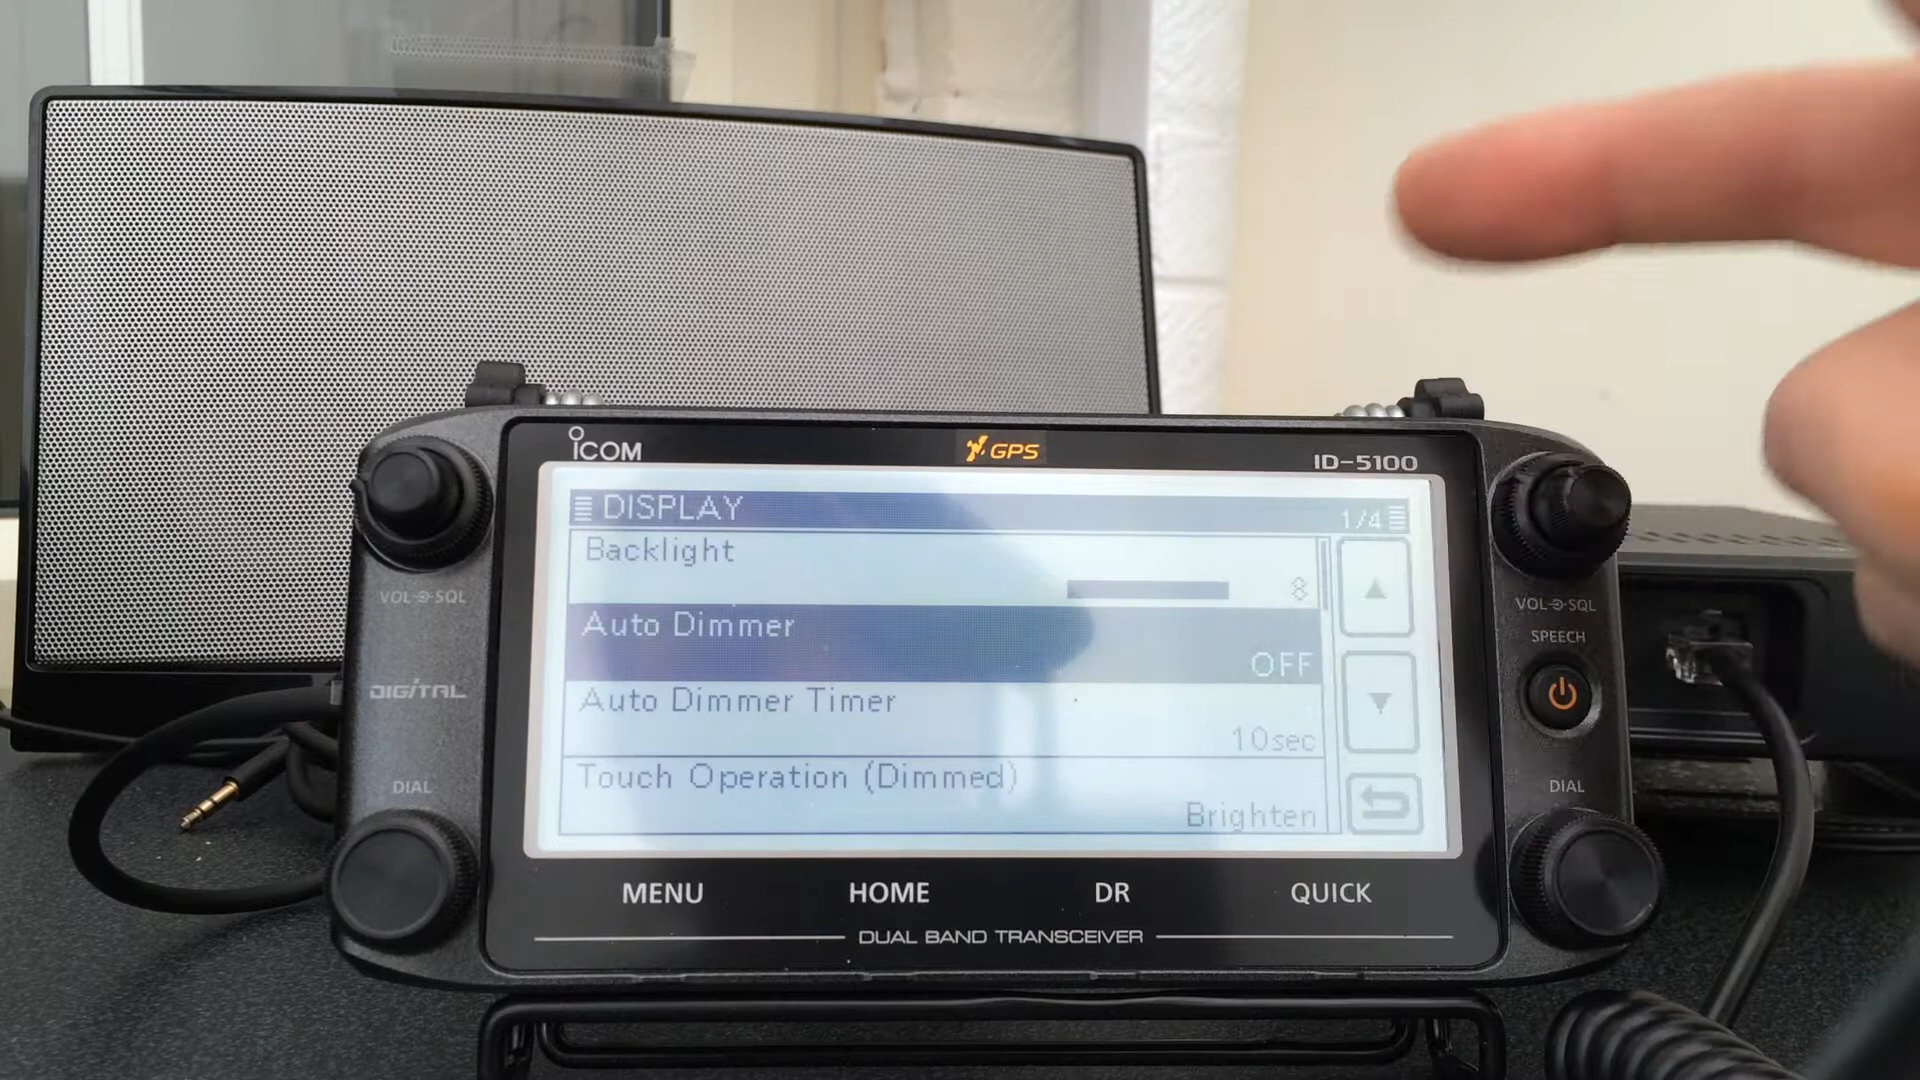 ICOM
GPS
ID-5100
DISPLAY
1/4
Backlight
8
Auto Dimmer
OFF
Auto Dimmer Timer
10sec
Touch Operation (Dimmed)
Brighten
VOL SQL
DIGITAL
DIAL
VOL SQL
SPEECH
DIAL
MENU HOME DR QUICK
DUAL BAND TRANSCEIVER